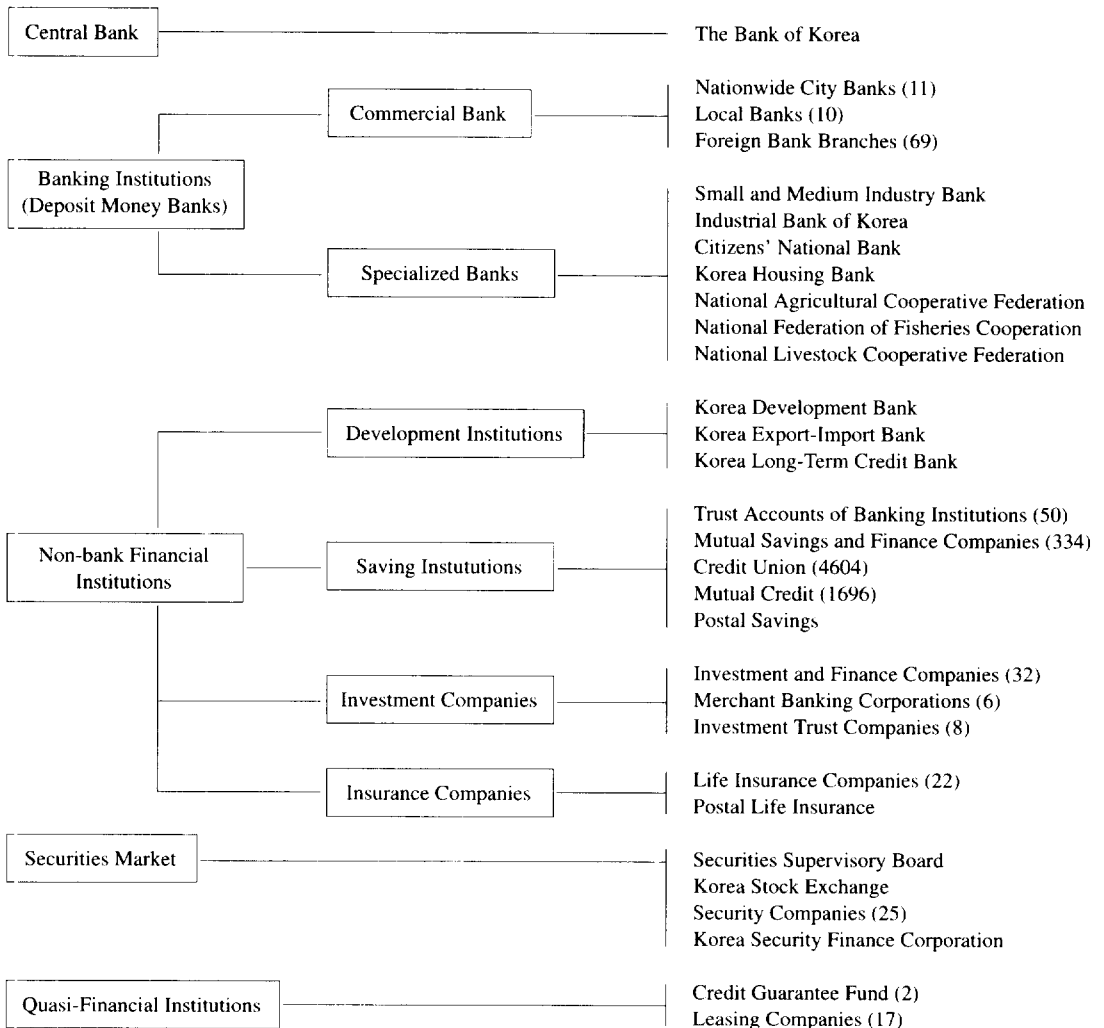 Central Bank
The Bank of Korea
Banking Institutions
(Deposit Money Banks)
Commercial Bank
Nationwide City Banks (11)
Local Banks (10)
Foreign Bank Branches (69)
Specialized Banks
Small and Medium Industry Bank
Industrial Bank of Korea
Citizens' National Bank
Korea Housing Bank
National Agricultural Cooperative Federation
National Federation of Fisheries Cooperation
National Livestock Cooperative Federation
Non-bank Financial
Institutions
Development Institutions
Korea Development Bank
Korea Export-Import Bank
Korea Long-Term Credit Bank
Saving Instututions
Trust Accounts of Banking Institutions (50)
Mutual Savings and Finance Companies (334)
Credit Union (4604)
Mutual Credit (1696)
Postal Savings
Investment Companies
Investment and Finance Companies (32)
Merchant Banking Corporations (6)
Investment Trust Companies (8)
Insurance Companies
Life Insurance Companies (22)
Postal Life Insurance
Securities Market
Securities Supervisory Board
Korea Stock Exchange
Security Companies (25)
Korea Security Finance Corporation
Quasi-Financial Institutions
Credit Guarantee Fund (2)
Leasing Companies (17)